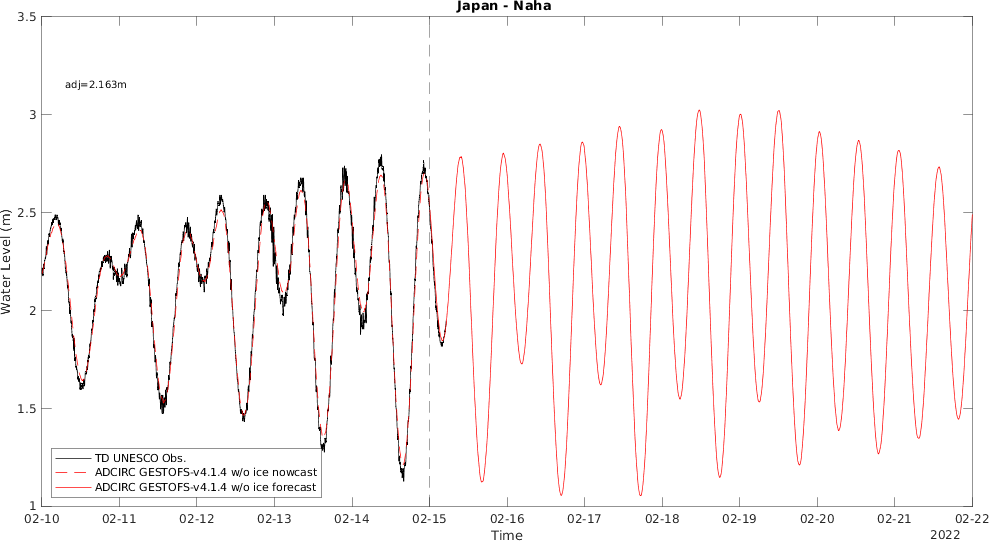 Japan - Naha
3.5
3
2.5
2
1.5
1
Water Level (m)
adj=2.163m
TD UNESCO Obs.
ADCIRC GESTOFS-v4.1.4 w/o ice nowcast
ADCIRC GESTOFS-v4.1.4 w/o ice forecast
02-10 02-11 02-12 02-13 02-14 02-15 02-16 02-17 02-18 02-19 02-20 02-21 02-22
Time
2022